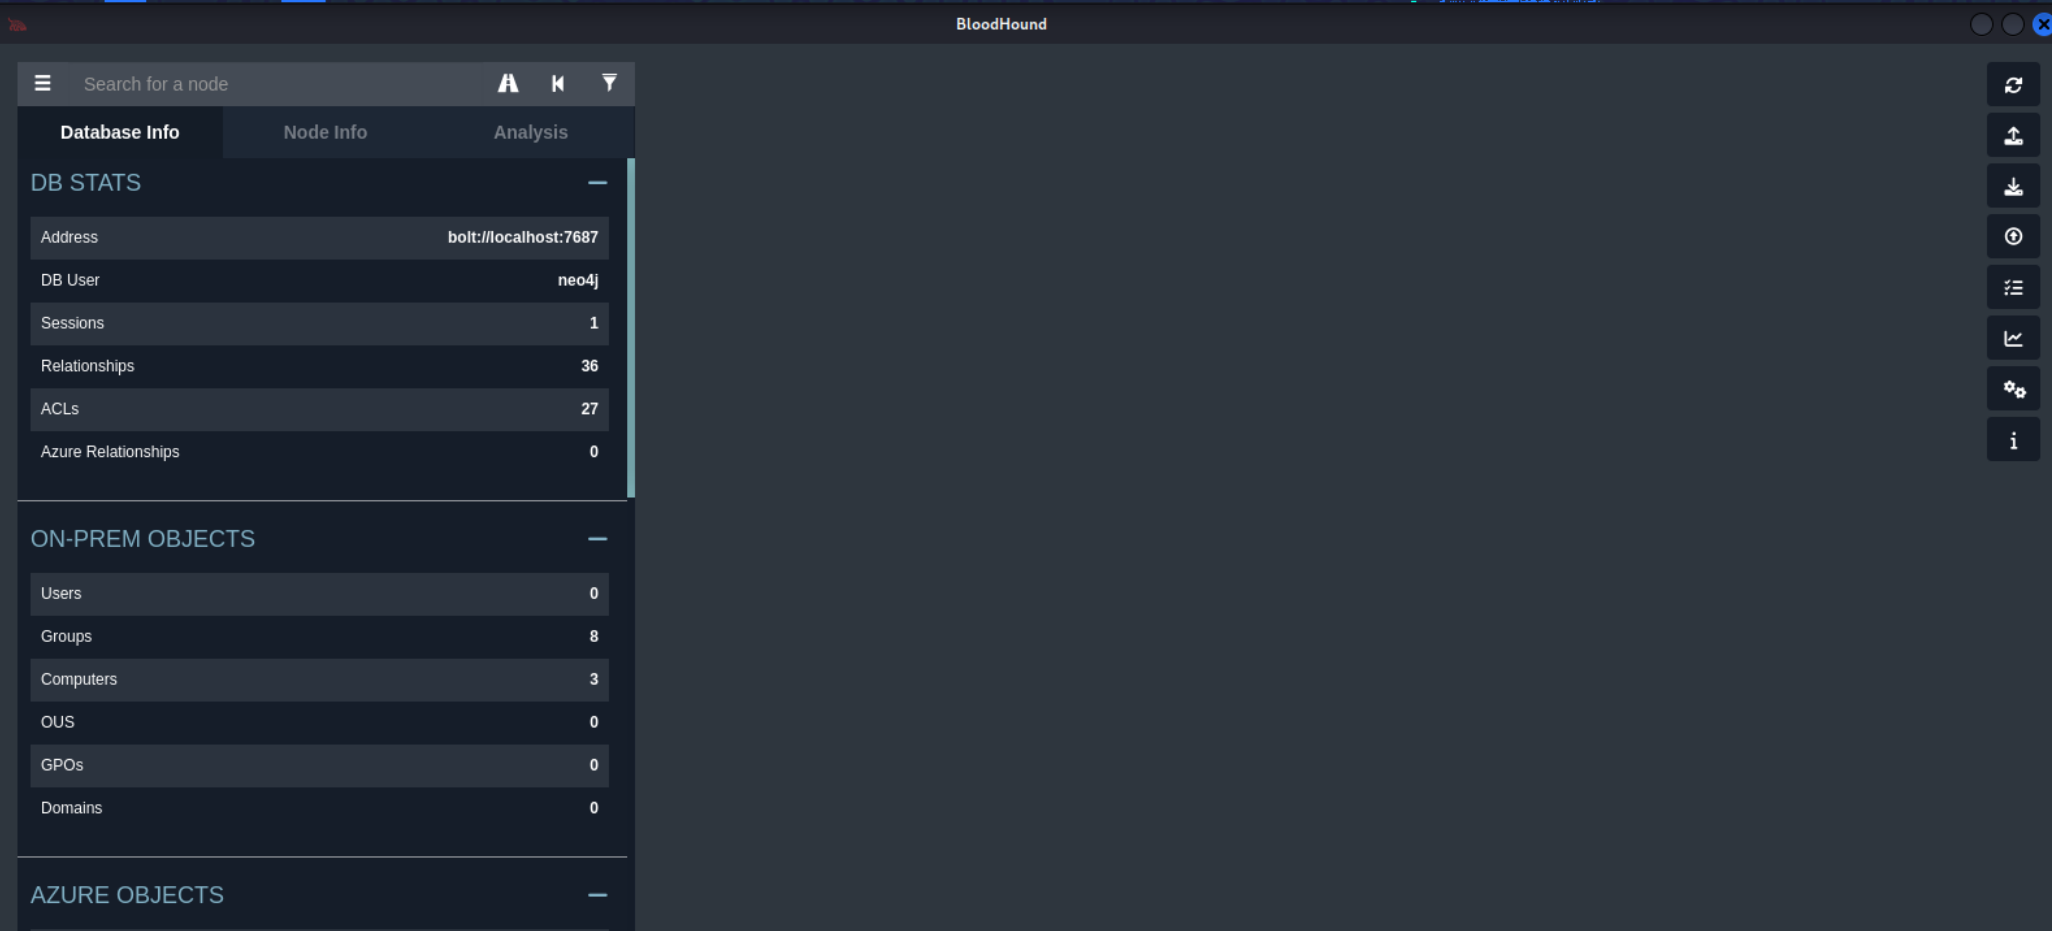 BloodHound
Search for a node
Database Info Node Info Analysis
DB STATS
Address bolt://localhost:7687
DB User neo4j
Sessions 1
Relationships 36
ACLs 27
Azure Relationships 0
ON-PREM OBJECTS
Users 0
Groups 8
Computers 3
OUS 0
GPOs 0
Domains 0
AZURE OBJECTS